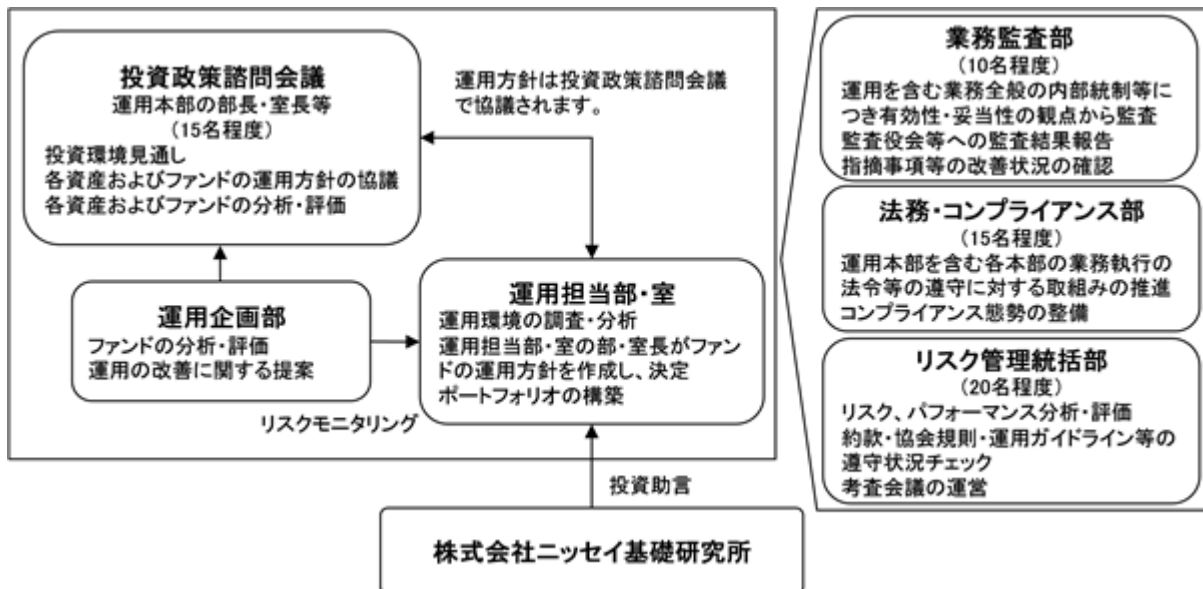 投資政策諮問会議
運用本部の部長・室長等
(15名程度)
投資環境見通し
各資産およびファンドの運用方針の協議
各資産およびファンドの分析・評価
運用方針は投資政策諮問会議
で協議されます。
運用企画部
ファンドの分析・評価
運用の改善に関する提案
運用担当部・室
運用環境の調査・分析
運用担当部・室の部・室長がファン
ドの運用方針を作成し、決定
ポートフォリオの構築
リスクモニタリング
投資助言
株式会社ニッセイ基礎研究所
業務監査部
(10名程度)
運用を含む業務全般の内部統制等に
つき有効性・妥当性の観点から監査
監査役会等への監査結果報告
指摘事項等の改善状況の確認
法務・コンプライアンス部
(15名程度)
運用本部を含む各本部の業務執行の
法令等の遵守に対する取組みの推進
コンプライアンス態勢の整備
リスク管理統括部
(20名程度)
リスク、パフォーマンス分析・評価
約款・協会規則・運用ガイドライン等の
遵守状況チェック
考査会議の運営